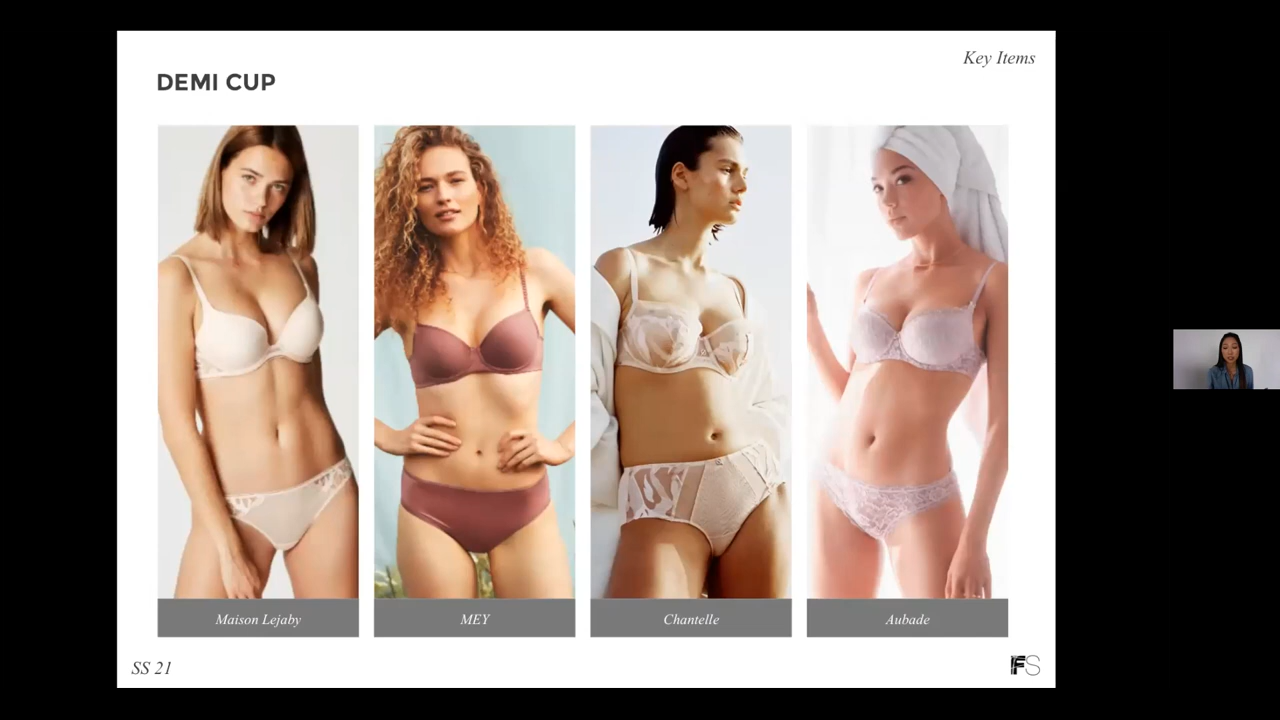 Key Items
DEMI CUP
Maison Lejaby
MEY
Chantelle
Aubade
SS 21
FS